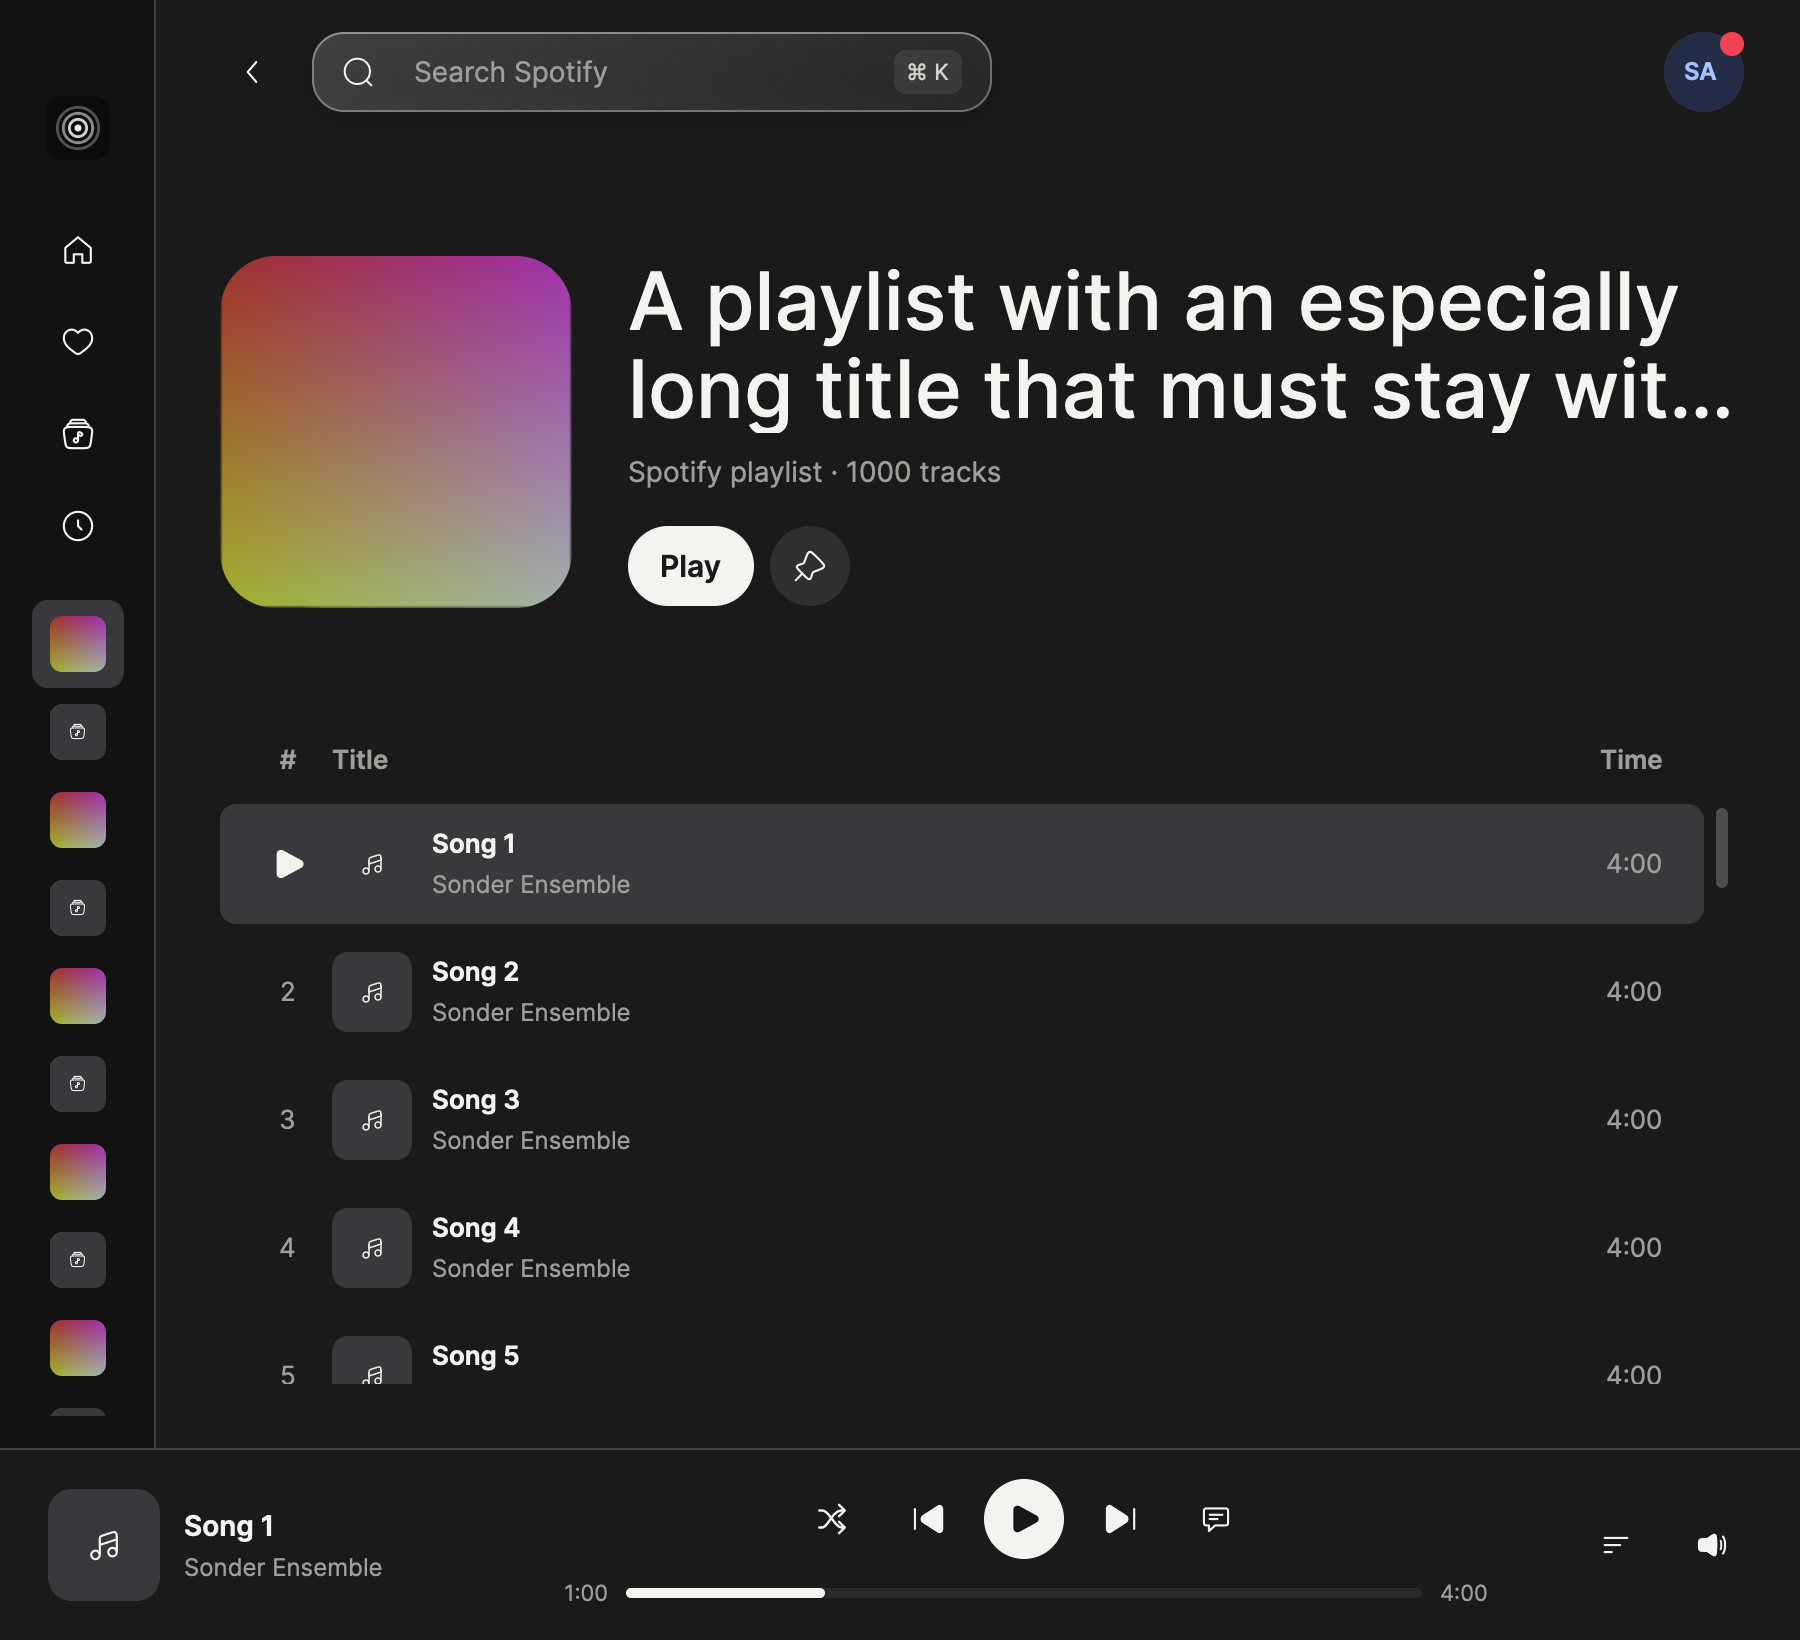 Search Spotify
⌘ K
SA
A playlist with an especially
long title that must stay wit...
Spotify playlist · 1000 tracks
Play
# Title Time
Song 1
Sonder Ensemble
4:00
2
Song 2
Sonder Ensemble
4:00
3
Song 3
Sonder Ensemble
4:00
4
Song 4
Sonder Ensemble
4:00
5
Song 5
4:00
Song 1
Sonder Ensemble
1:00
4:00